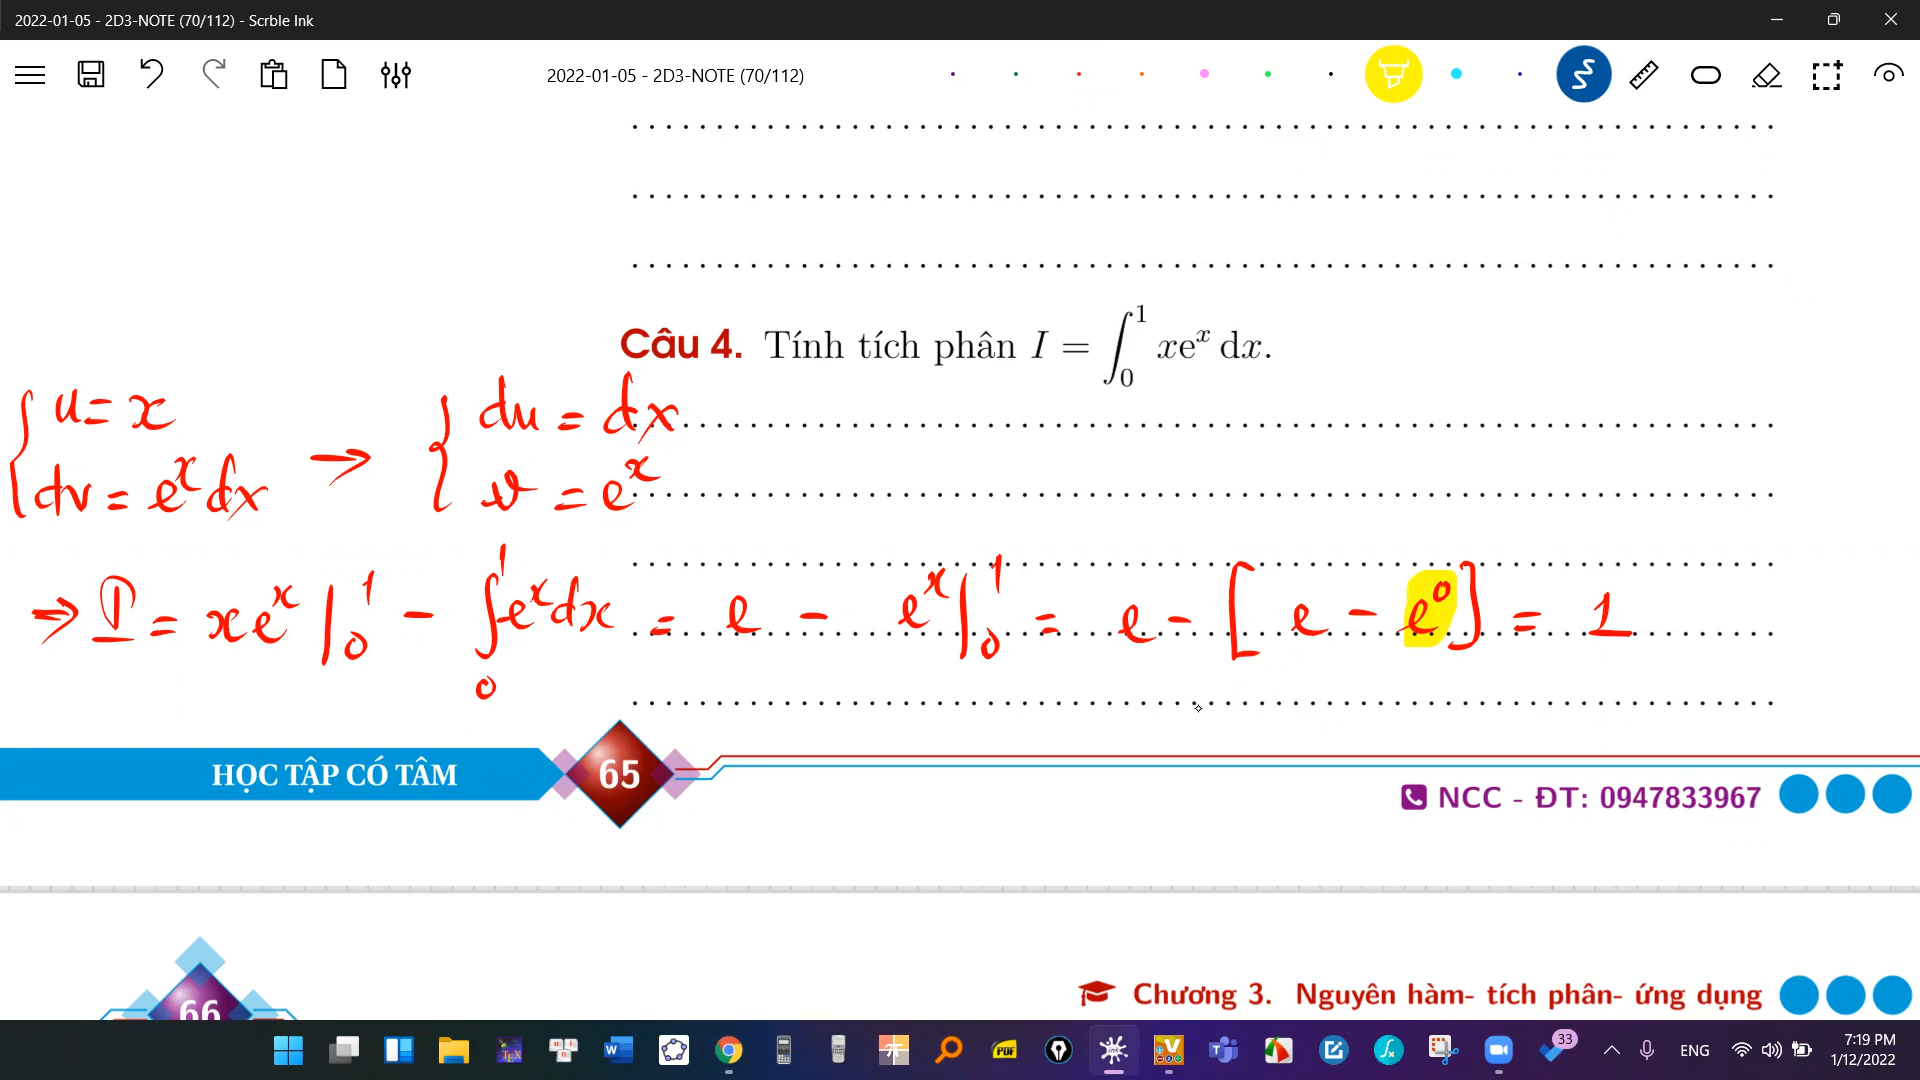 2022-01-05 - 2D3-NOTE (70/112) - Scrble Ink
2022-01-05 - 2D3-NOTE (70/112)
Câu 4. Tính tích phân I = ∫₀¹ xeˣ dx.
{ u = x
dv = eˣdx → { du = dx
v = eˣ
⇒ I = xeˣ |₀¹ - ∫₀¹ eˣdx = e - eˣ |₀¹ = e - [ e - e⁰ ] = 1
HỌC TẬP CÓ TÂM
65
NCC - ĐT: 0947833967
66
Chương 3. Nguyên hàm- tích phân- ứng dụng
33
ENG
7:19 PM
1/12/2022